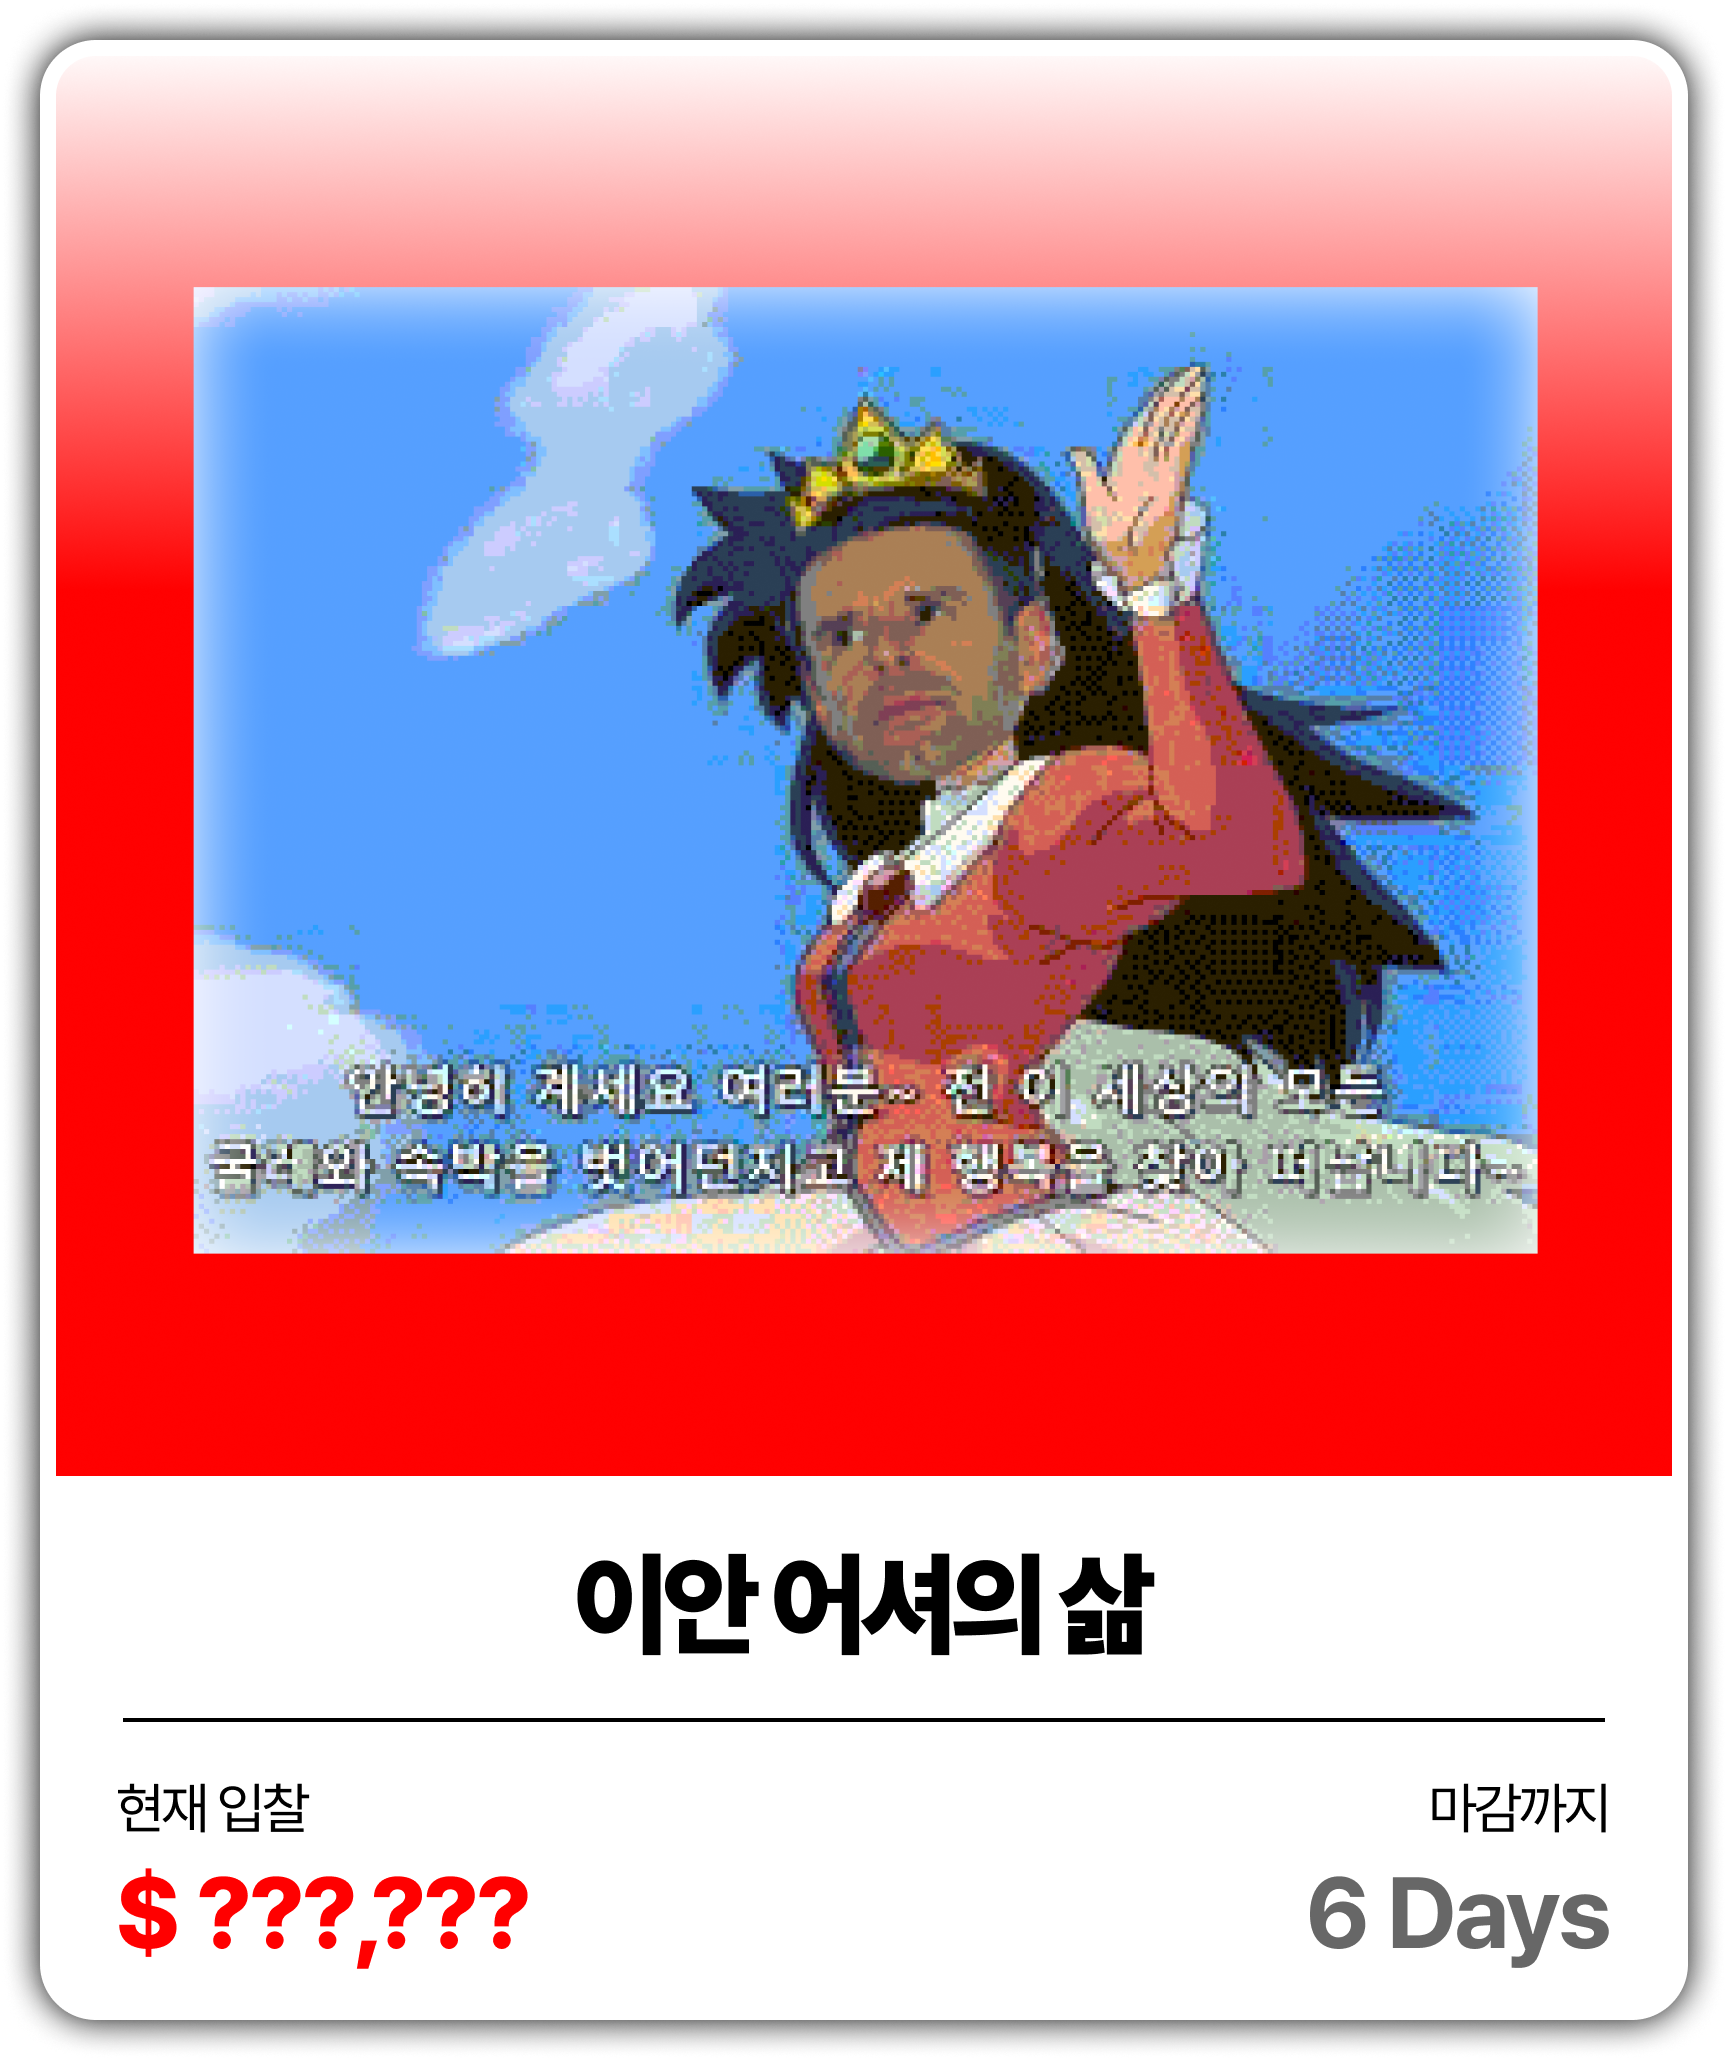 안녕히 계세요 여러분~ 전 이 세상의 모든
굴레와 속박을 벗어던지고 제 행복을 찾아 떠납니다~
이안 어셔의 삶
현재 입찰
마감까지
$ ???,???
6 Days